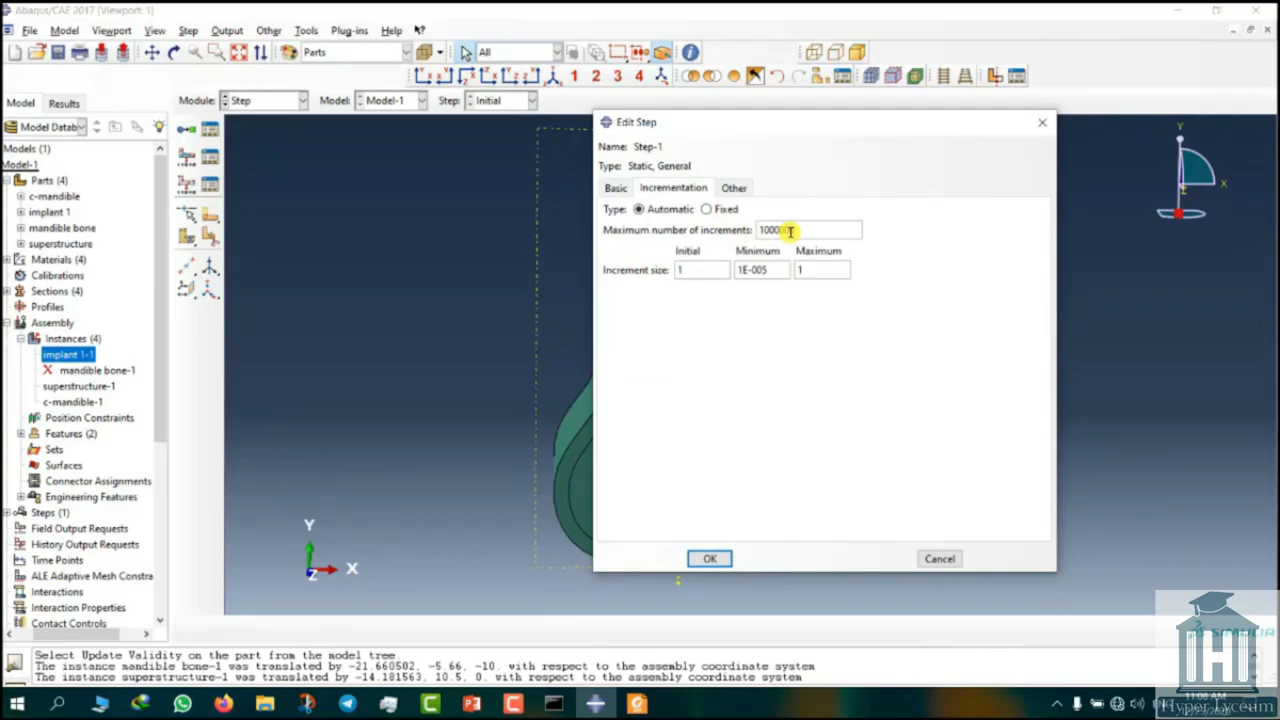 Abaqus/CAE 2017 [Viewport: 1]
File Model Viewport View Step Output Other Tools Plug-ins Help
Parts All
1 2 3 4
Model Results Module: Step Model: Model-1 Step: Initial
Model Datab
Models (1)
Model-1
Parts (4)
c-mandible
implant 1
mandible bone
superstructure
Materials (4)
Calibrations
Sections (4)
Profiles
Assembly
Instances (4)
implant 1-1
mandible bone-1
superstructure-1
c-mandible-1
Position Constraints
Features (2)
Sets
Surfaces
Connector Assignments
Engineering Features
Steps (1)
Field Output Requests
History Output Requests
Time Points
ALE Adaptive Mesh Constra
Interactions
Interaction Properties
Contact Controls
Edit Step
Name: Step-1
Type: Static, General
Basic Incrementation Other
Type: Automatic Fixed
Maximum number of increments:
Initial Minimum Maximum
Increment size: 1 1E-005 1
OK Cancel
Y
X
Z
Y
X
Z
Select Update Validity on the part from the model tree.
The instance mandible bone-1 was translated by -21.660502, -5.66, -10. with respect to the assembly coordinate system
The instance superstructure-1 was translated by -14.181563, 10.5, 0. with respect to the assembly coordinate system
11:08 AM
Hyper Lyceum